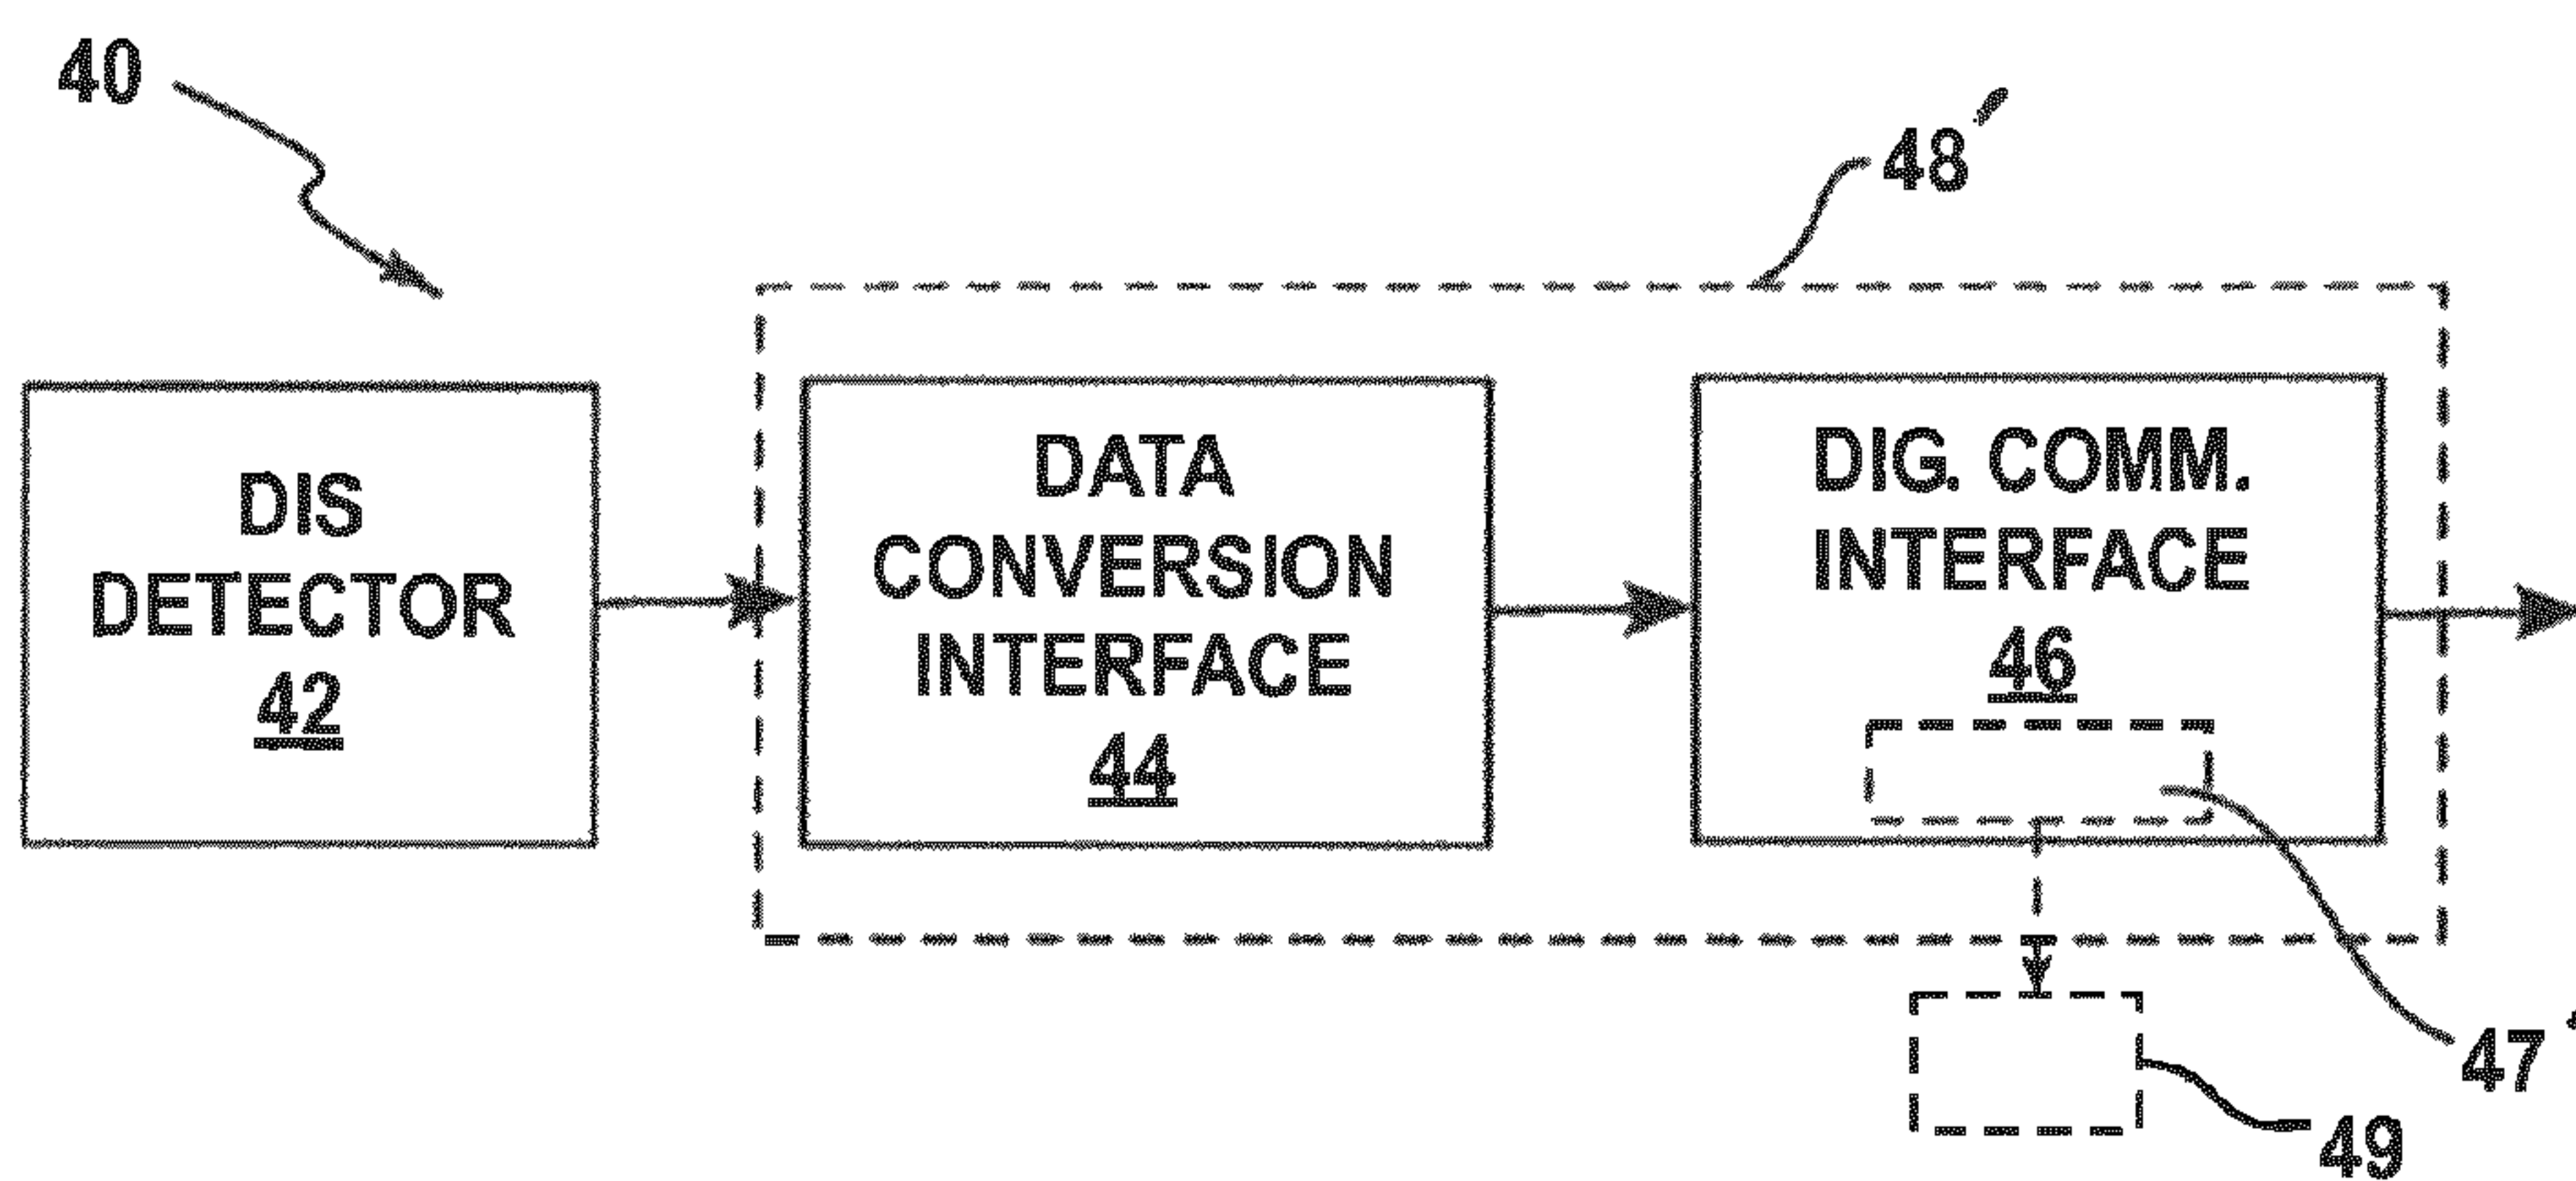 40
48'
DIS
DETECTOR
42
DATA
CONVERSION
INTERFACE
44
DIG. COMM.
INTERFACE
46
47'
49